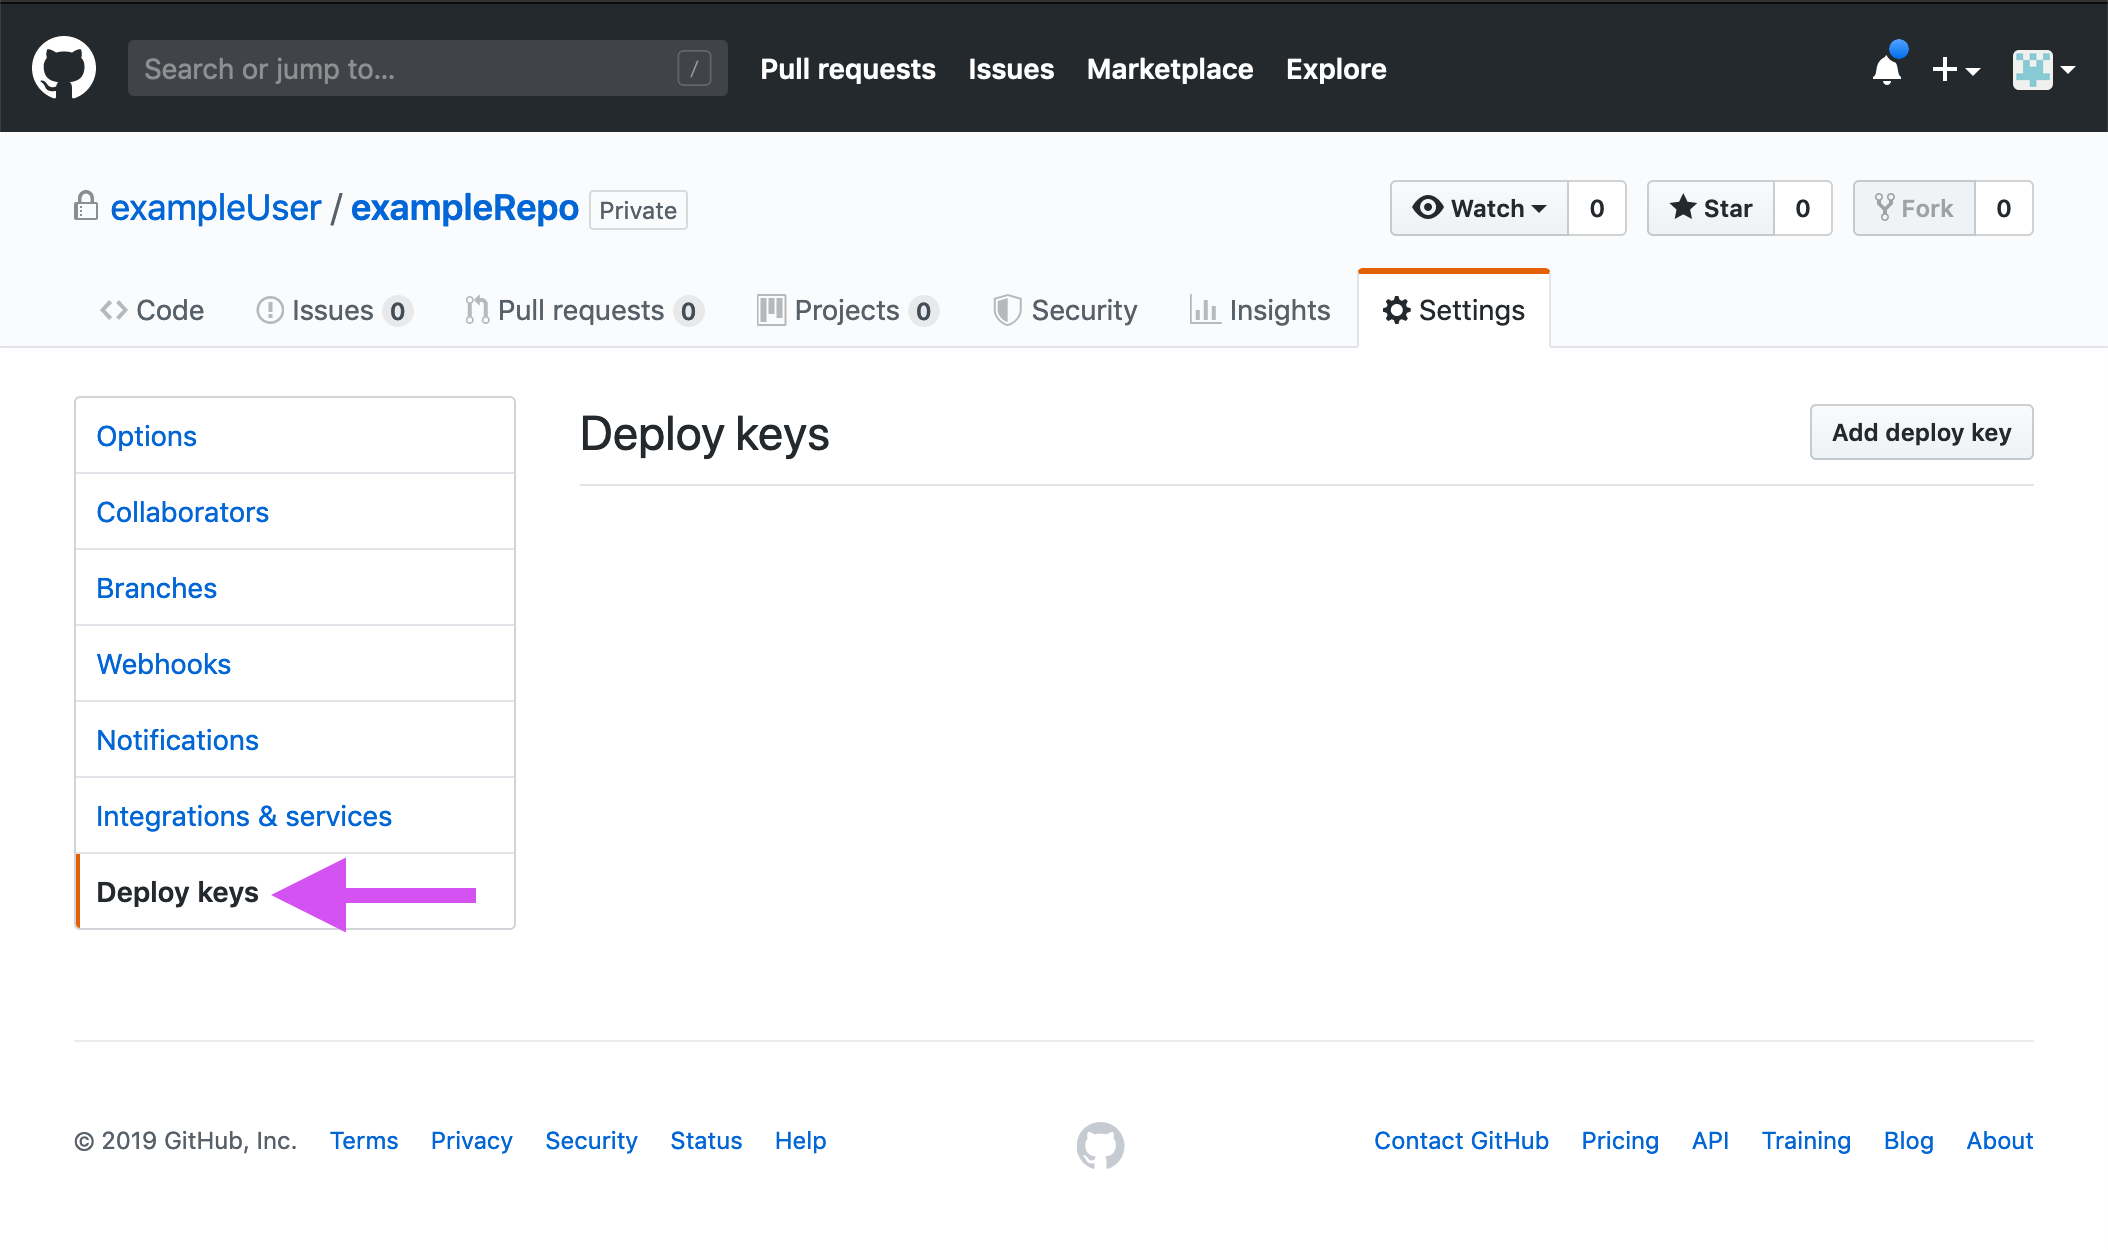 Search or jump to... / Pull requests Issues Marketplace Explore
exampleUser / exampleRepo Private Watch 0 Star 0 Fork 0
Code Issues 0 Pull requests 0 Projects 0 Security Insights Settings
Options
Collaborators
Branches
Webhooks
Notifications
Integrations & services
Deploy keys
Deploy keys Add deploy key
© 2019 GitHub, Inc. Terms Privacy Security Status Help Contact GitHub Pricing API Training Blog About